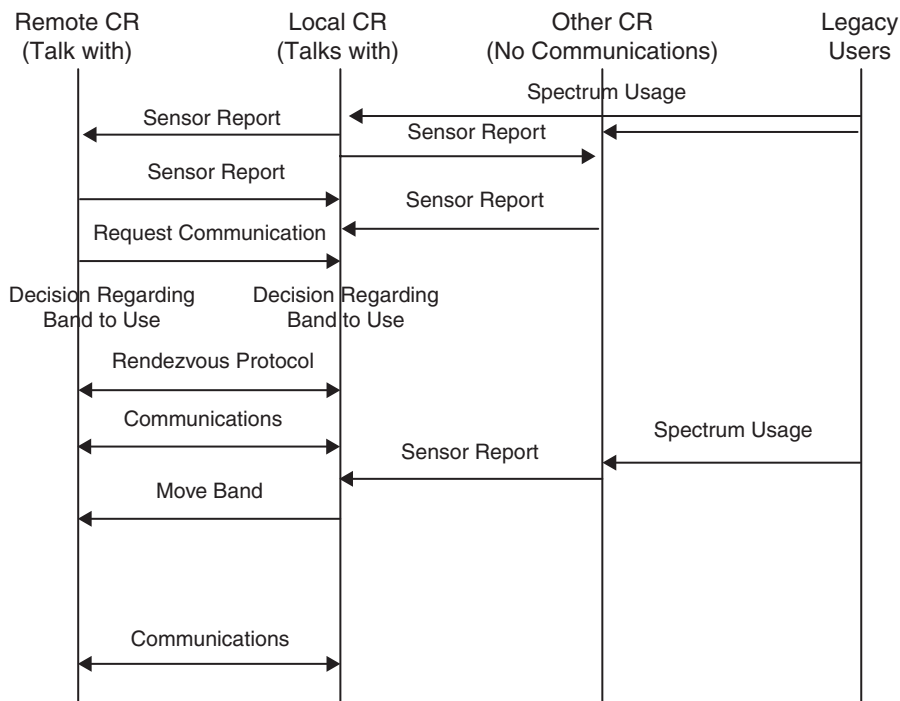 Remote CR
(Talk with)
Local CR
(Talks with)
Other CR
(No Communications)
Legacy
Users
Spectrum Usage
Sensor Report
Sensor Report
Sensor Report
Sensor Report
Request Communication
Decision Regarding
Band to Use
Decision Regarding
Band to Use
Rendezvous Protocol
Communications
Spectrum Usage
Sensor Report
Move Band
Communications